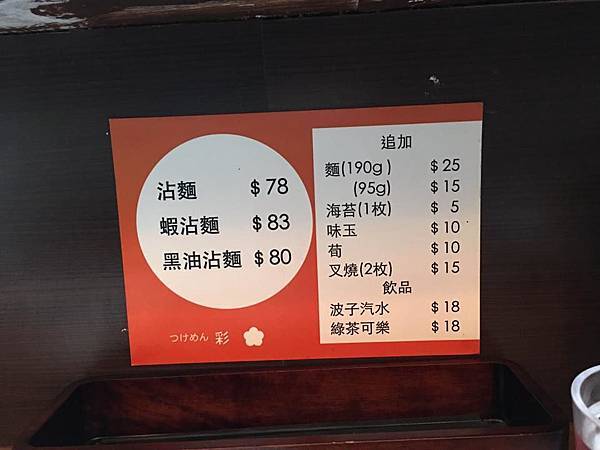 沾麵 $78
蝦沾麵 $83
黑油沾麵 $80
つけめん 彩
追加
麵(190g) $25
(95g) $15
海苔(1枚) $ 5
味玉 $10
荀 $10
叉燒(2枚) $15
飲品
波子汽水 $18
綠茶可樂 $18